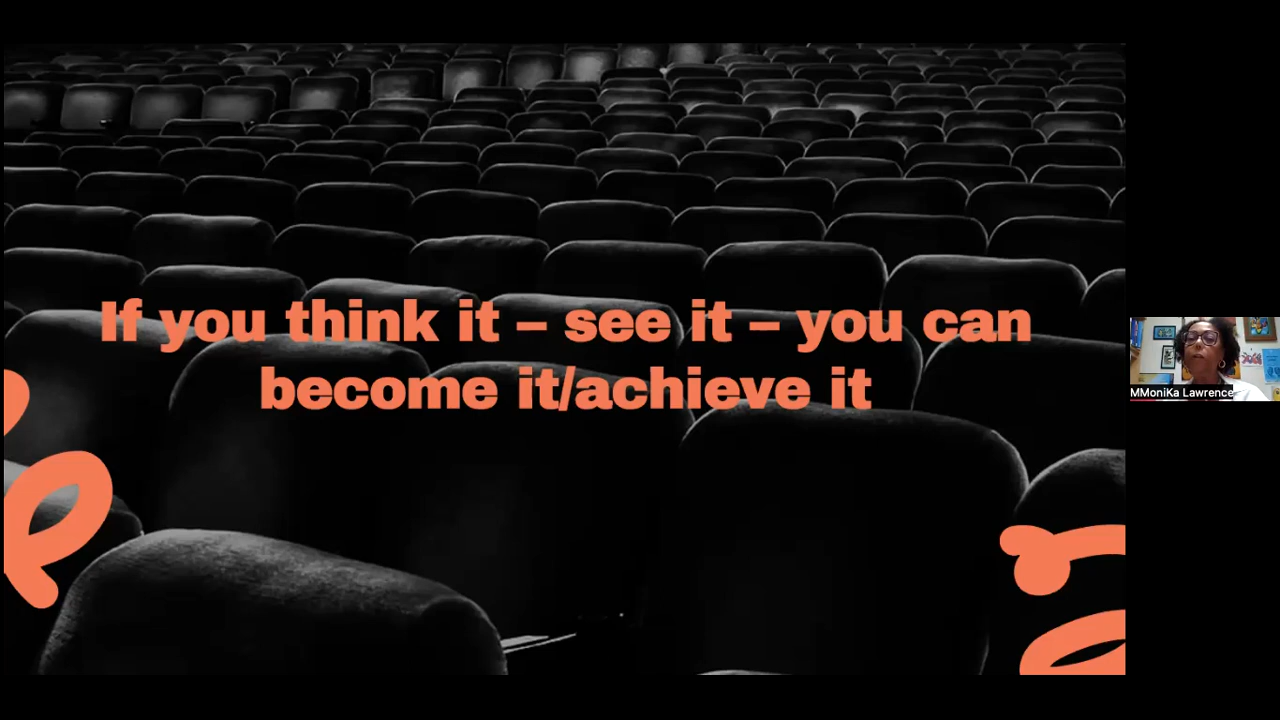 If you think it – see it – you can
become it/achieve it
MMoniKa Lawrence